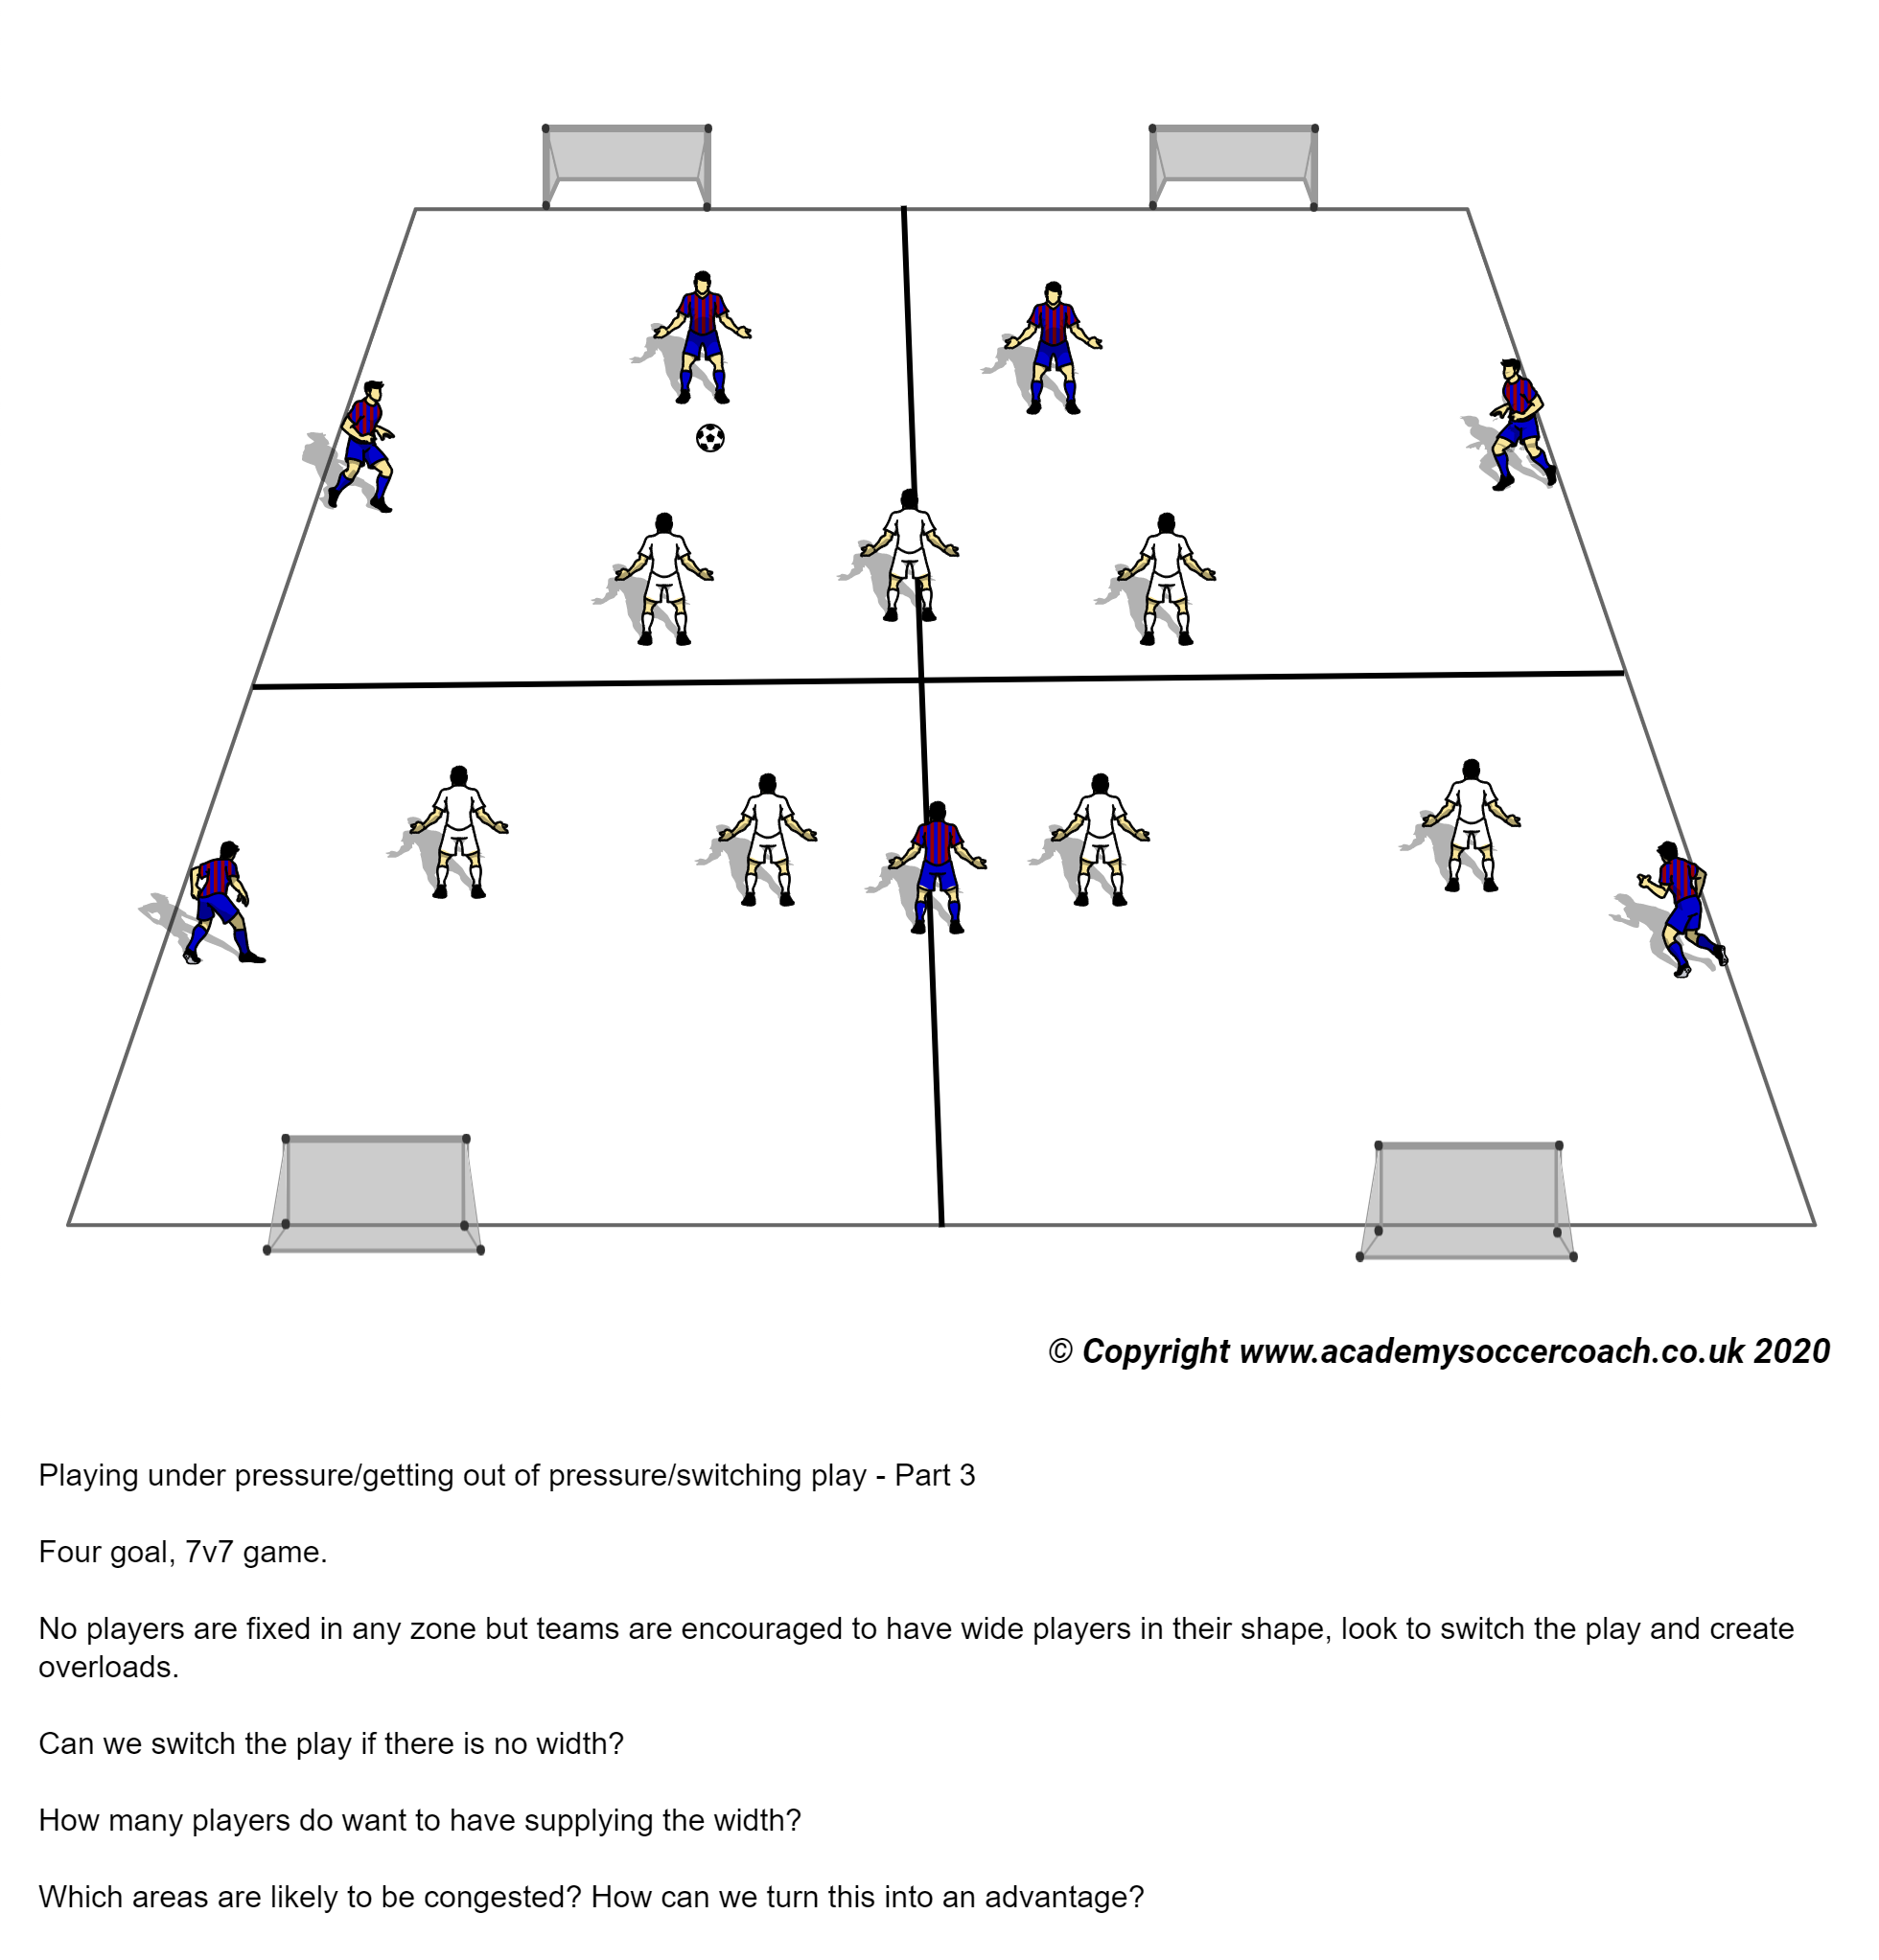 © Copyright www.academysoccercoach.co.uk 2020
Playing under pressure/getting out of pressure/switching play - Part 3
Four goal, 7v7 game.
No players are fixed in any zone but teams are encouraged to have wide players in their shape, look to switch the play and create
overloads.
Can we switch the play if there is no width?
How many players do want to have supplying the width?
Which areas are likely to be congested? How can we turn this into an advantage?